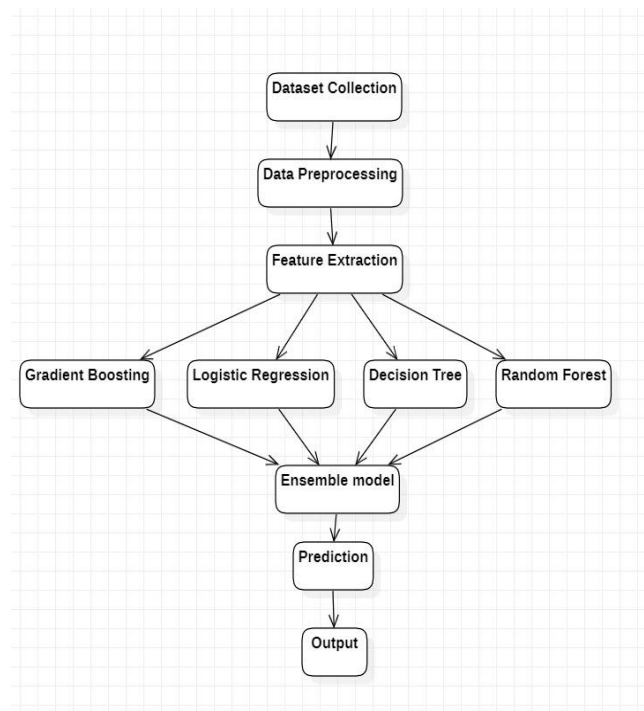 Dataset Collection
Data Preprocessing
Feature Extraction
Gradient Boosting
Logistic Regression
Decision Tree
Random Forest
Ensemble model
Prediction
Output